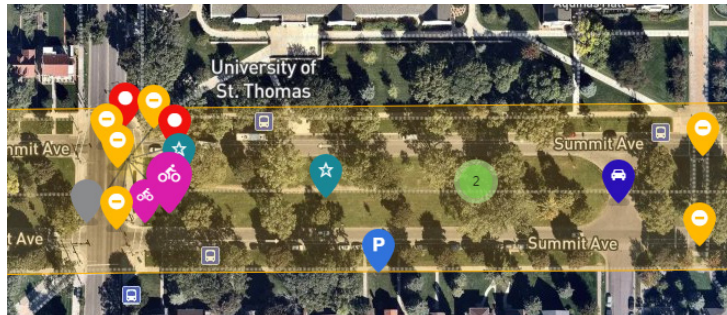 Aquinas Hall
University of
St. Thomas
mmit Ave
Summit Ave
2
t Ave
P
Summit Ave